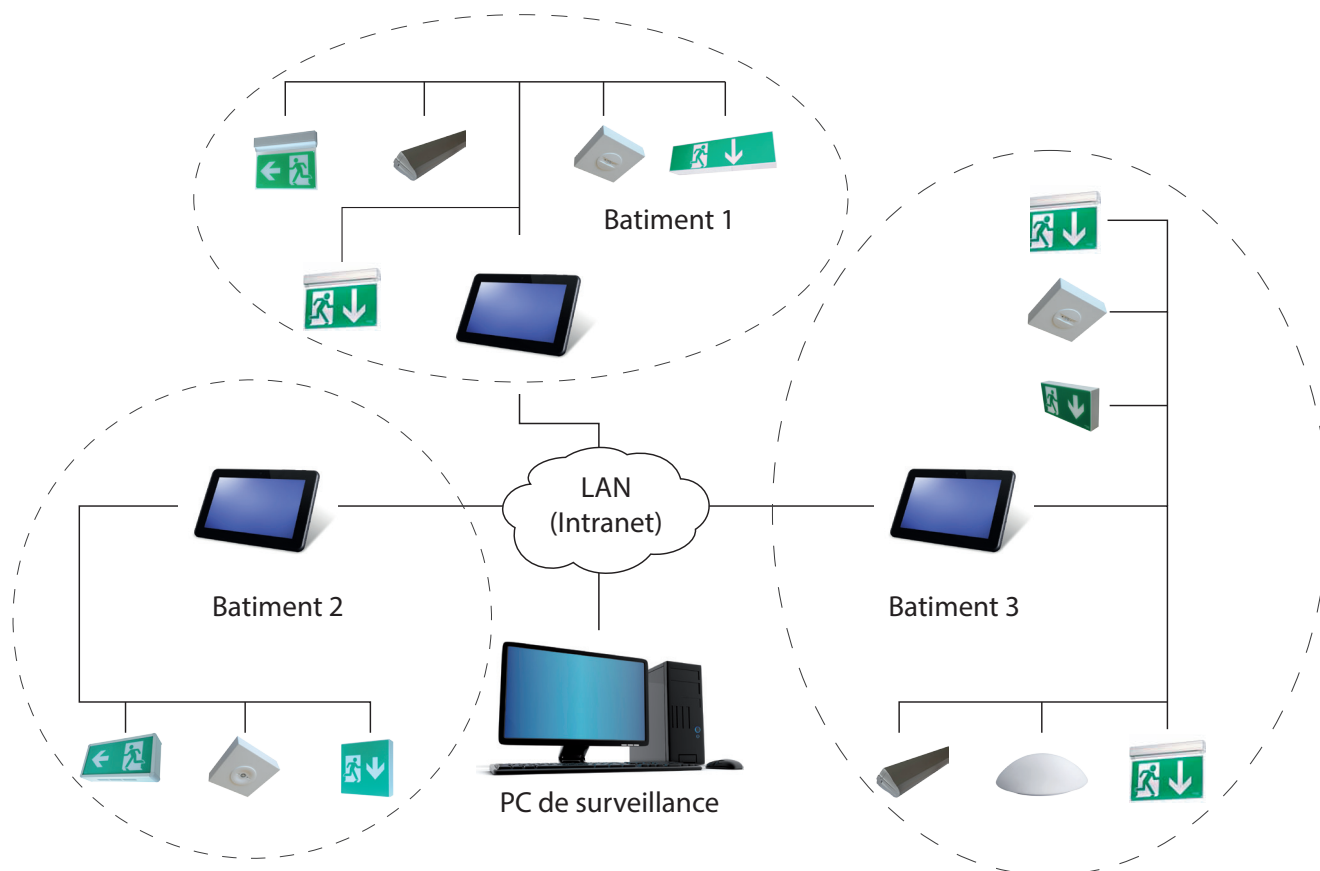 Batiment 1
LAN
(Intranet)
Batiment 2
Batiment 3
PC de surveillance